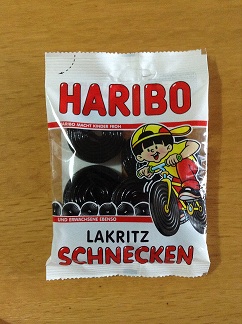 HARIBO
HARIBO MACHT KINDER FROH
UND ERWACHSENE EBENSO
LAKRITZ
SCHNECKEN